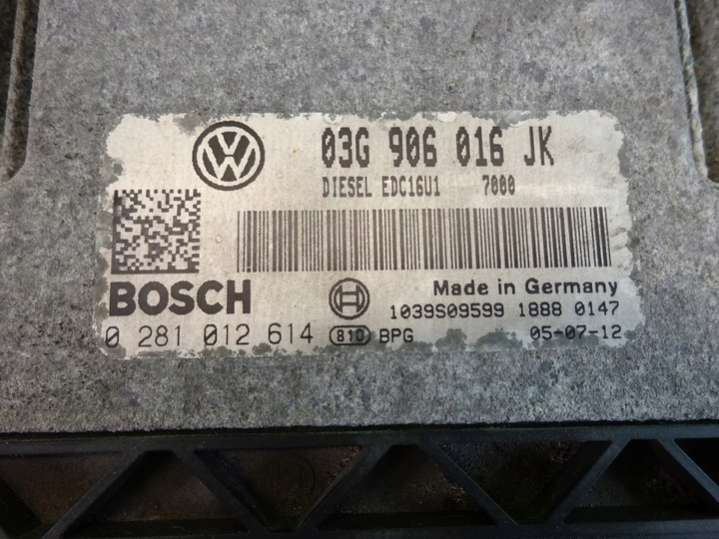 03G 906 016 JK
DIESEL EDC16U1 7000
BOSCH
Made in Germany
1039S09599 1888 0147
0 281 012 614 810 BPG 05-07-12